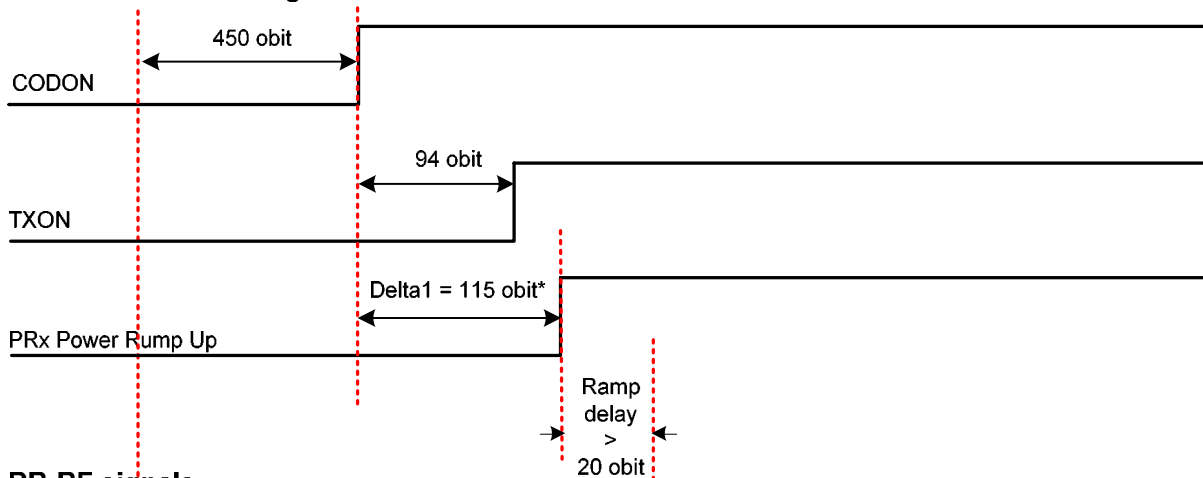 450 obit
CODON
94 obit
TXON
Delta1 = 115 obit*
PRx Power Rump Up
Ramp
delay
>
20 obit